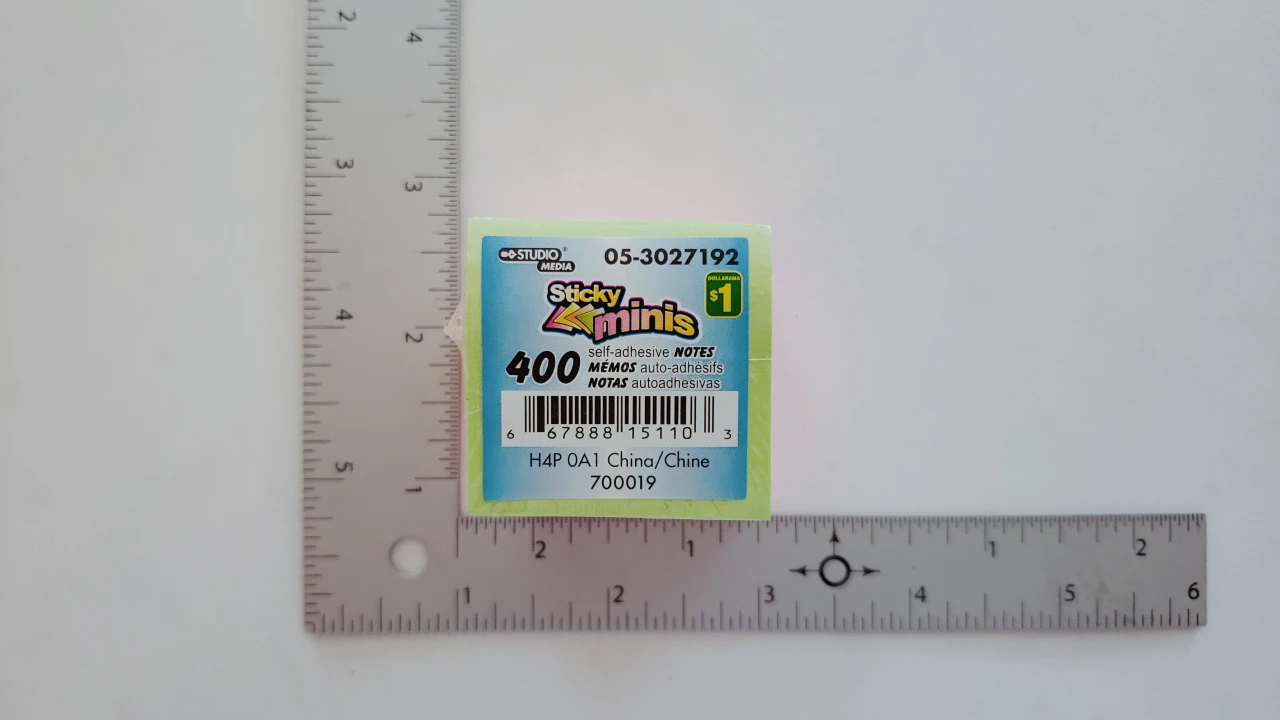 2
4
3
3
4
2
5
1
STUDIO®
MEDIA
05-3027192
DOLLARAMA
$1
Sticky
minis
400
self-adhesive NOTES
MÉMOS auto-adhésifs
NOTAS autoadhesivas
6 67888 15110 3
H4P 0A1 China/Chine
700019
2 1 1 2
1 2 3 4 5 6